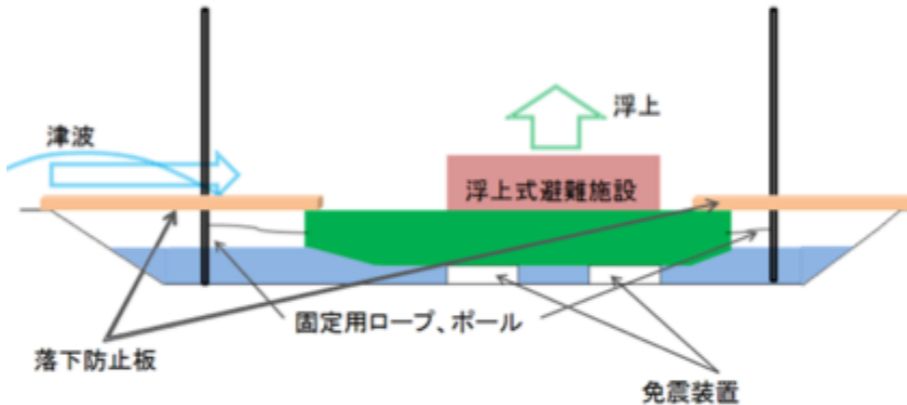 津波
浮上
浮上式避難施設
固定用ロープ、ポール
落下防止板
免震装置